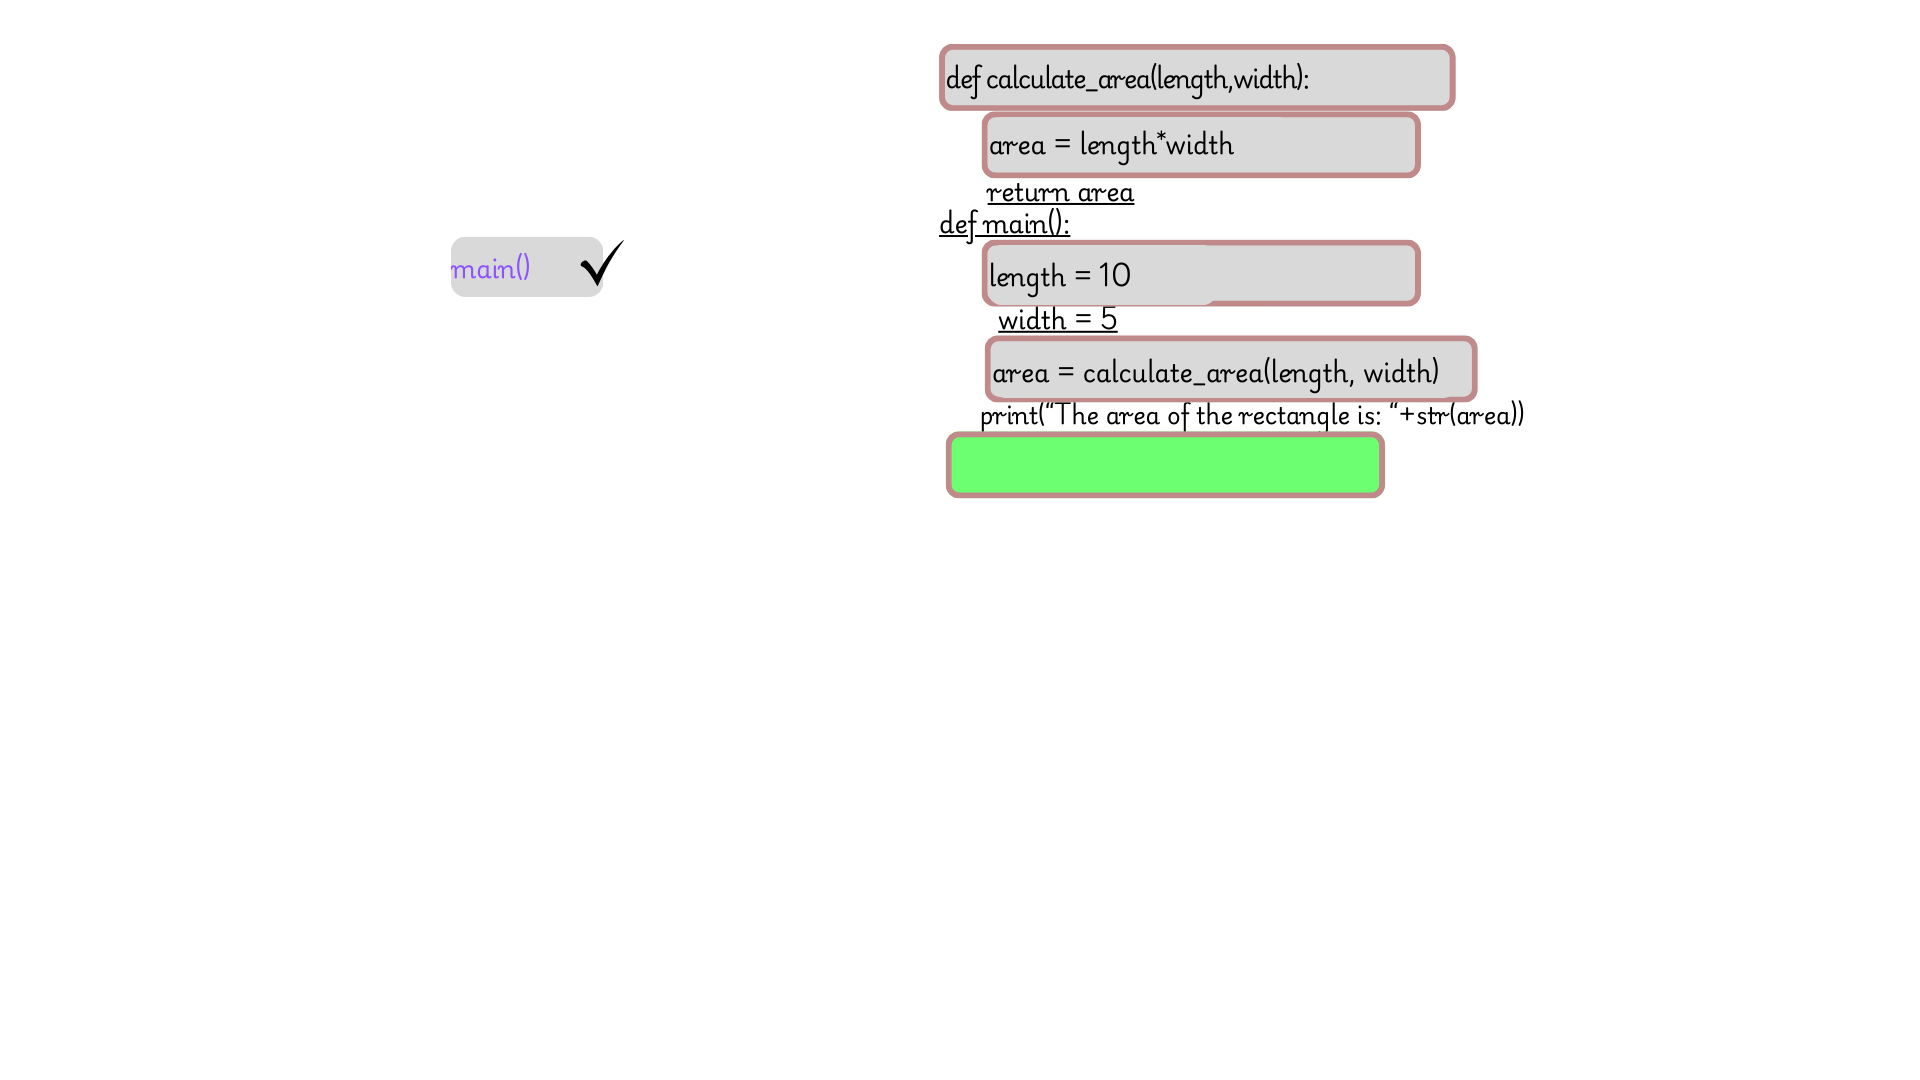 def calculate_area(length,width):
area = length*width
return area
def main():
main() ✓
length = 10
width = 5
area = calculate_area(length, width)
print(“The area of the rectangle is: “+str(area))